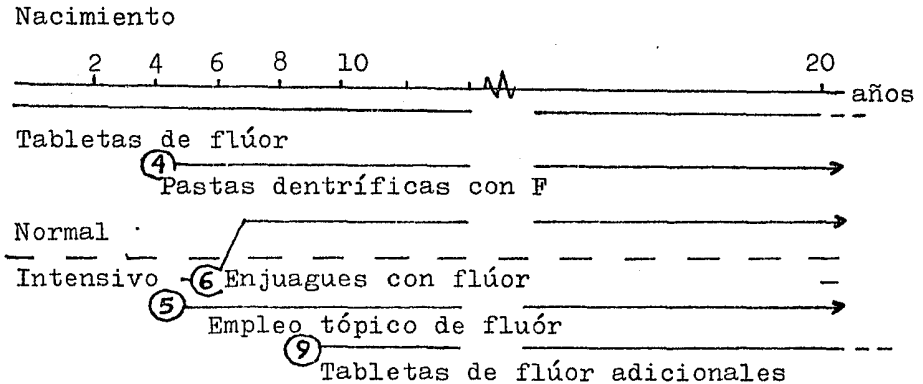 Nacimiento
2 4 6 8 10 20
años
Tabletas de flúor
4
Pastas dentríficas con F
Normal
Intensivo 6 Enjuagues con flúor
5
Empleo tópico de fluór
9
Tabletas de flúor adicionales